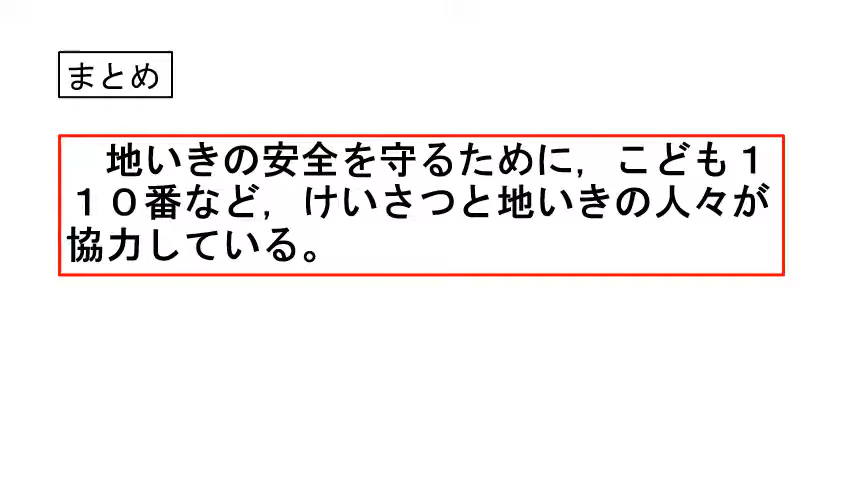 まとめ
　地いきの安全を守るために，こども１
１０番など，けいさつと地いきの人々が
協力している。